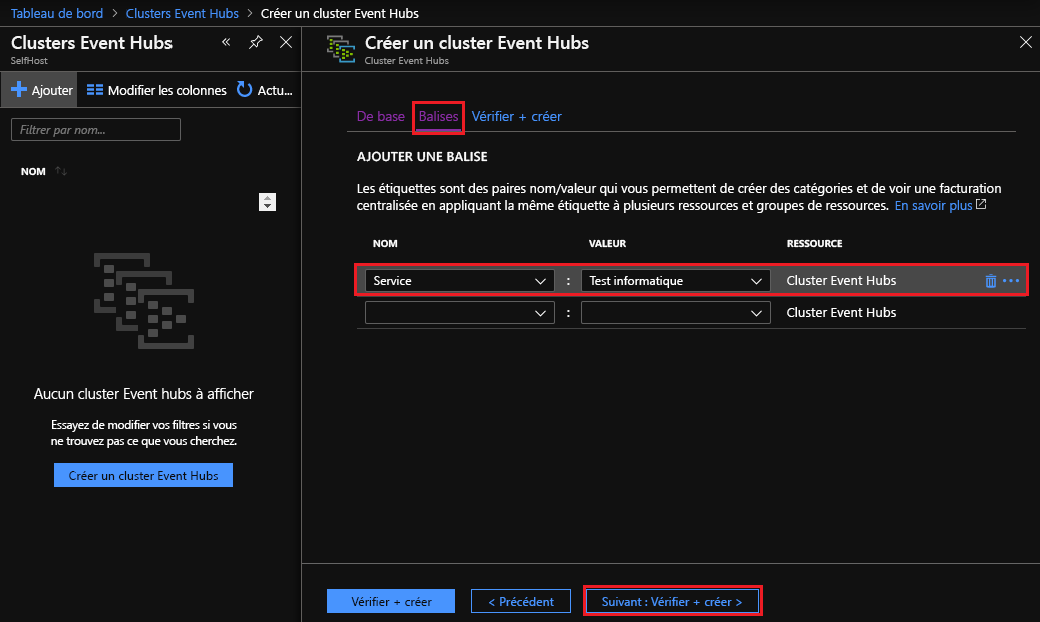 Tableau de bord > Clusters Event Hubs > Créer un cluster Event Hubs
Clusters Event Hubs
SelfHost
Ajouter
Modifier les colonnes
Actu...
Filtrer par nom...
NOM
Aucun cluster Event hubs à afficher
Essayez de modifier vos filtres si vous
ne trouvez pas ce que vous cherchez.
Créer un cluster Event Hubs
Créer un cluster Event Hubs
Cluster Event Hubs
De base Balises Vérifier + créer
AJOUTER UNE BALISE
Les étiquettes sont des paires nom/valeur qui vous permettent de créer des catégories et de voir une facturation
centralisée en appliquant la même étiquette à plusieurs ressources et groupes de ressources. En savoir plus
NOM VALEUR RESSOURCE
Service : Test informatique Cluster Event Hubs
: Cluster Event Hubs
Vérifier + créer < Précédent Suivant : Vérifier + créer >